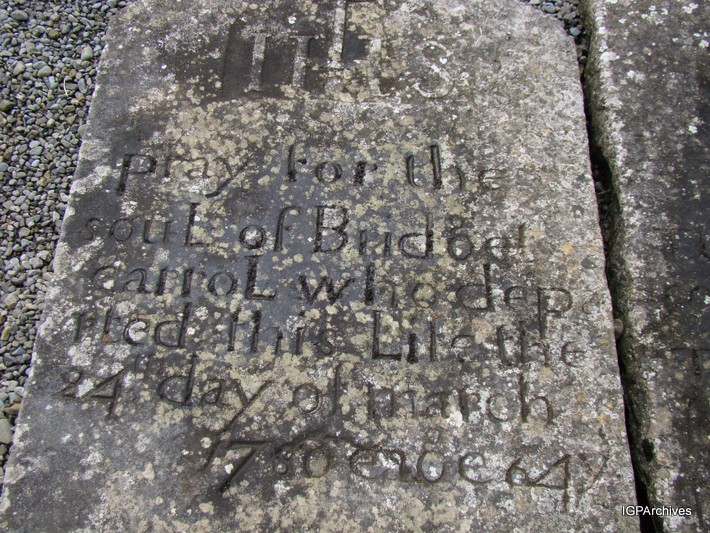 IHS
pray for the
soul of Bridget
carrol who depa
rted this Life the
24th day of march
1780 aged 64 y
IGPArchives